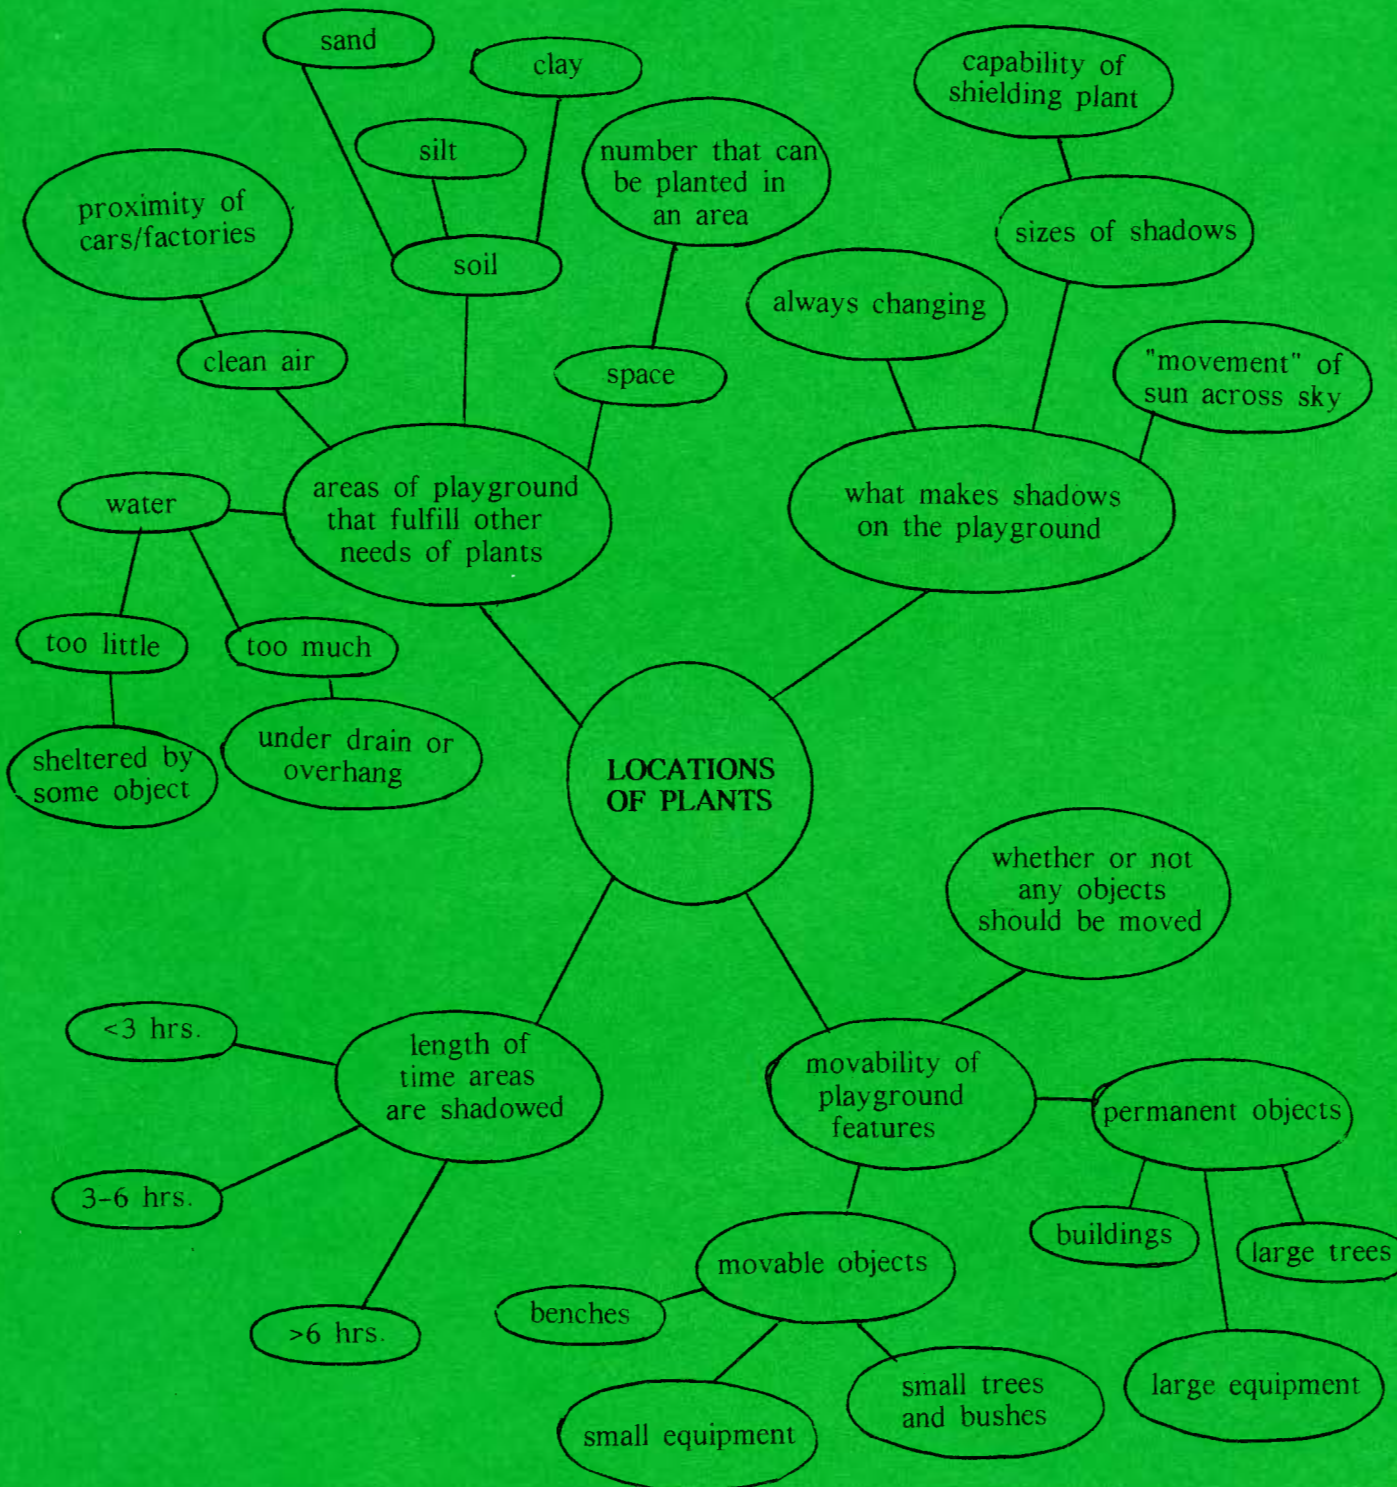 sand
clay
capability of
shielding plant
silt
number that can
be planted in
an area
proximity of
cars/factories
soil
sizes of shadows
always changing
clean air
space
"movement" of
sun across sky
water
areas of playground
that fulfill other
needs of plants
what makes shadows
on the playground
too little
too much
sheltered by
some object
under drain or
overhang
LOCATIONS
OF PLANTS
whether or not
any objects
should be moved
<3 hrs.
length of
time areas
are shadowed
movability of
playground
features
permanent objects
3-6 hrs.
buildings
large trees
movable objects
benches
>6 hrs.
small trees
and bushes
large equipment
small equipment